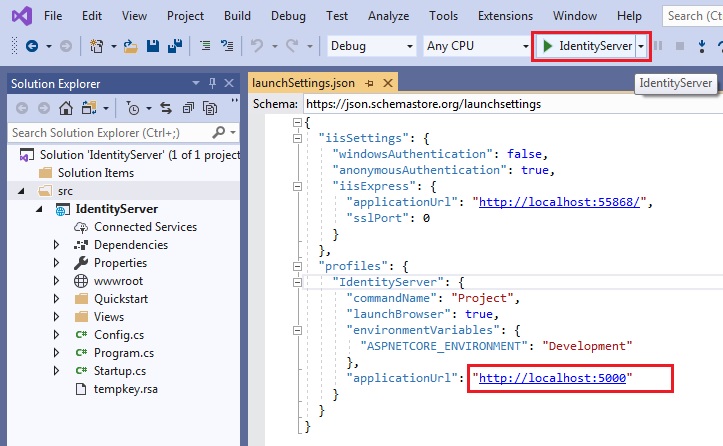 File Edit View Project Build Debug Test Analyze Tools Extensions Window Help Search (Ct
Debug Any CPU IdentityServer
IdentityServer
Solution Explorer
Search Solution Explorer (Ctrl+;)
Solution 'IdentityServer' (1 of 1 project
Solution Items
src
IdentityServer
Connected Services
Dependencies
Properties
wwwroot
Quickstart
Views
C# Config.cs
C# Program.cs
C# Startup.cs
tempkey.rsa
launchSettings.json
Schema: https://json.schemastore.org/launchsettings
{
"iisSettings": {
"windowsAuthentication": false,
"anonymousAuthentication": true,
"iisExpress": {
"applicationUrl": "http://localhost:55868/",
"sslPort": 0
}
},
"profiles": {
"IdentityServer": {
"commandName": "Project",
"launchBrowser": true,
"environmentVariables": {
"ASPNETCORE_ENVIRONMENT": "Development"
},
"applicationUrl": "http://localhost:5000"
}
}
}